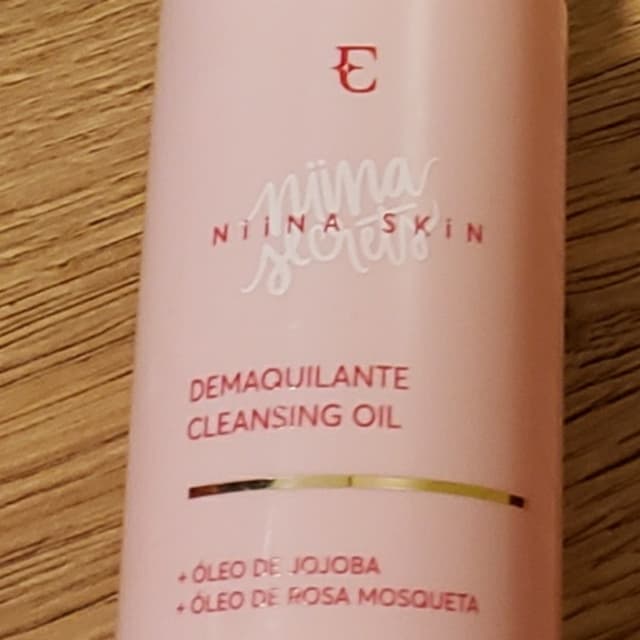 E
niina
NiiNA SKiN
secrets
DEMAQUILANTE
CLEANSING OIL
+ ÓLEO DE JOJOBA
+ ÓLEO DE ROSA MOSQUETA